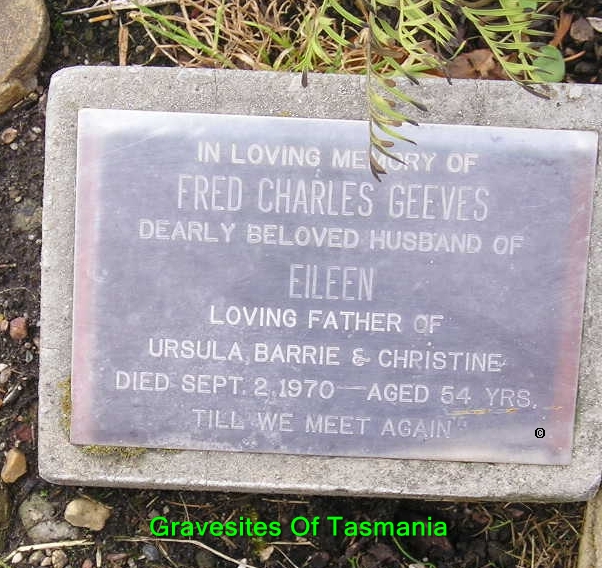 IN LOVING MEMORY OF
FRED CHARLES GEEVES
DEARLY BELOVED HUSBAND OF
EILEEN
LOVING FATHER OF
URSULA, BARRIE & CHRISTINE
DIED SEPT. 2, 1970 — AGED 54 YRS.
TILL WE MEET AGAIN
©
Gravesites Of Tasmania